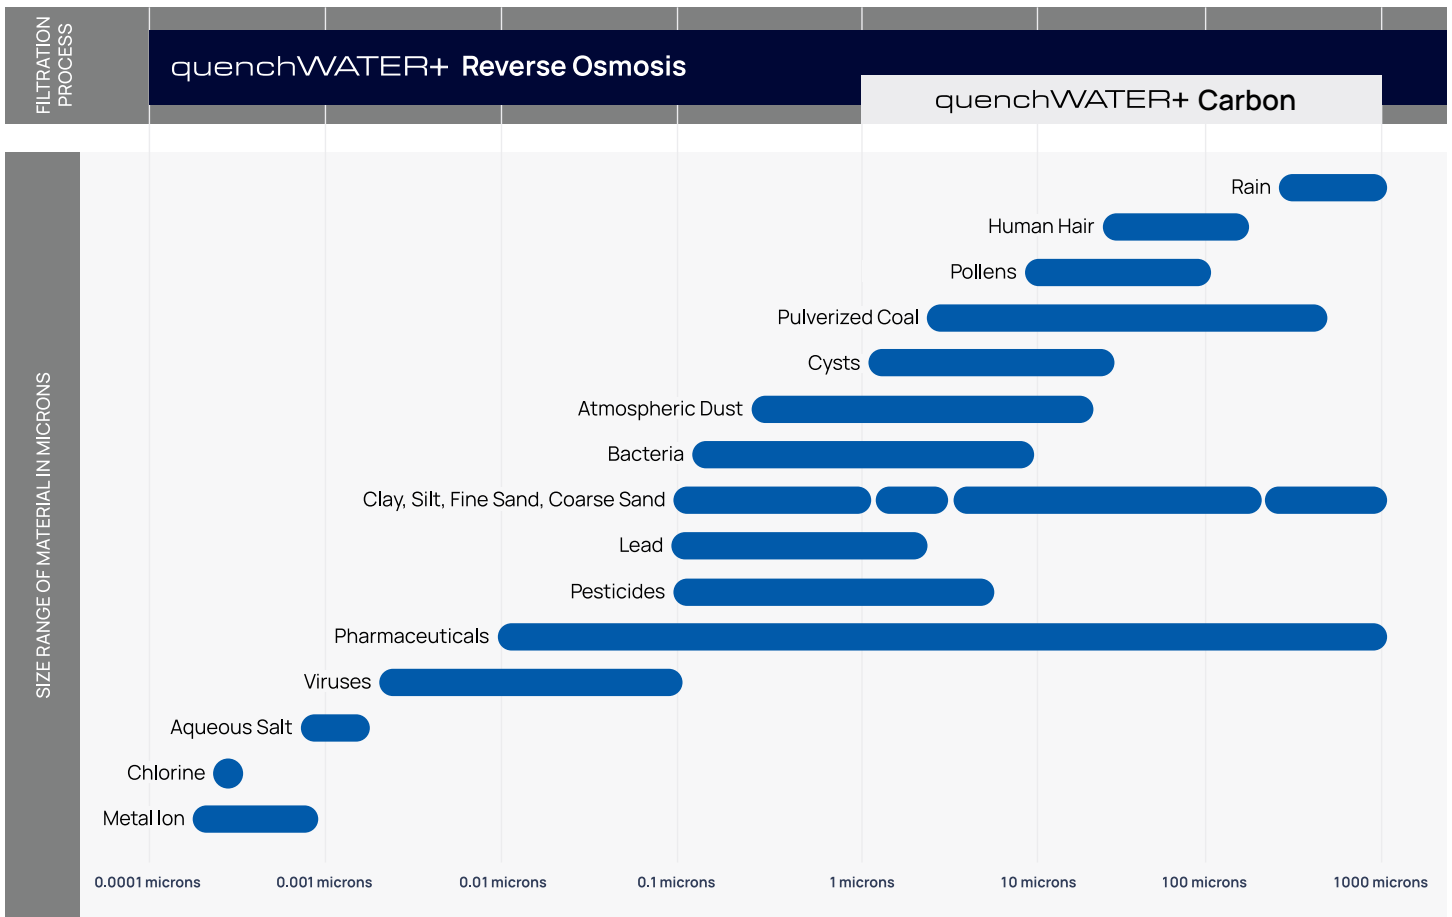 FILTRATION
PROCESS
quenchWATER+ Reverse Osmosis
quenchWATER+ Carbon
SIZE RANGE OF MATERIAL IN MICRONS
Rain
Human Hair
Pollens
Pulverized Coal
Cysts
Atmospheric Dust
Bacteria
Clay, Silt, Fine Sand, Coarse Sand
Lead
Pesticides
Pharmaceuticals
Viruses
Aqueous Salt
Chlorine
Metal Ion
0.0001 microns 0.001 microns 0.01 microns 0.1 microns 1 microns 10 microns 100 microns 1000 microns